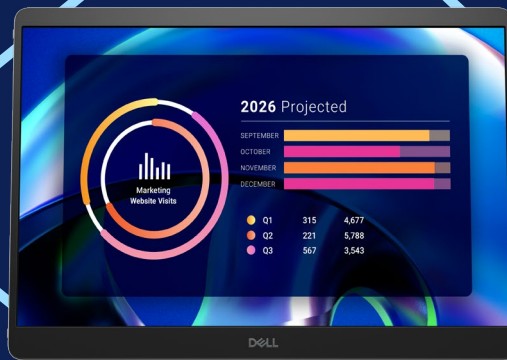 2026 Projected
SEPTEMBER
OCTOBER
NOVEMBER
DECEMBER
Marketing
Website Visits
Q1 315 4,677
Q2 221 5,788
Q3 567 3,543
DELL